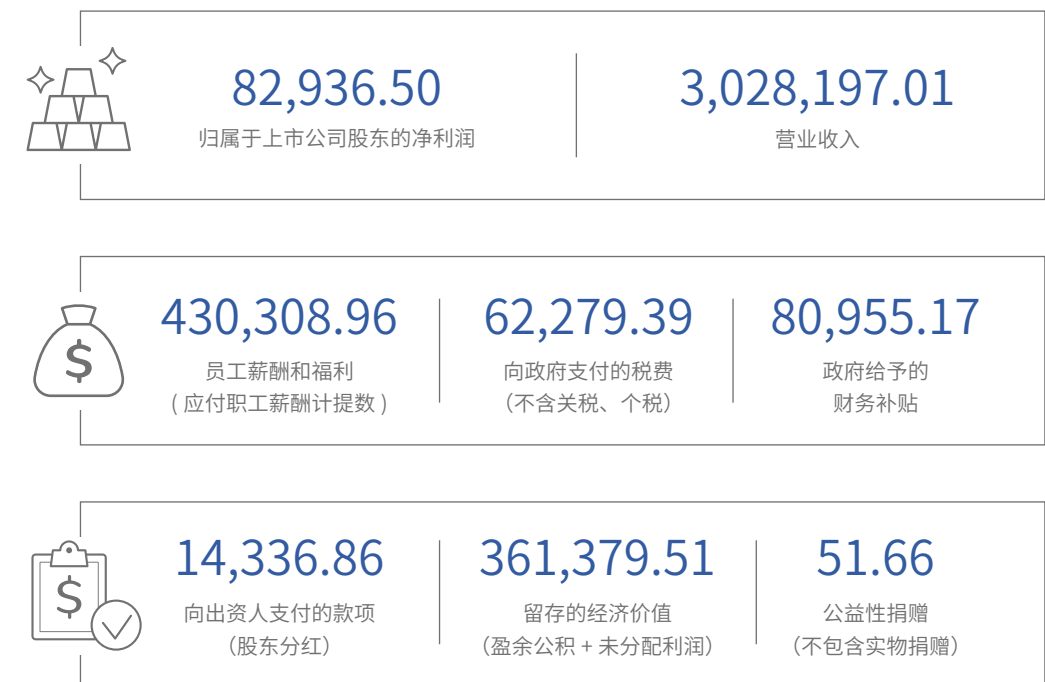 82,936.50
归属于上市公司股东的净利润
3,028,197.01
营业收入
$
430,308.96
员工薪酬和福利
( 应付职工薪酬计提数 )
62,279.39
向政府支付的税费
（不含关税、个税）
80,955.17
政府给予的
财务补贴
$
14,336.86
向出资人支付的款项
（股东分红）
361,379.51
留存的经济价值
（盈余公积 + 未分配利润）
51.66
公益性捐赠
（不包含实物捐赠）